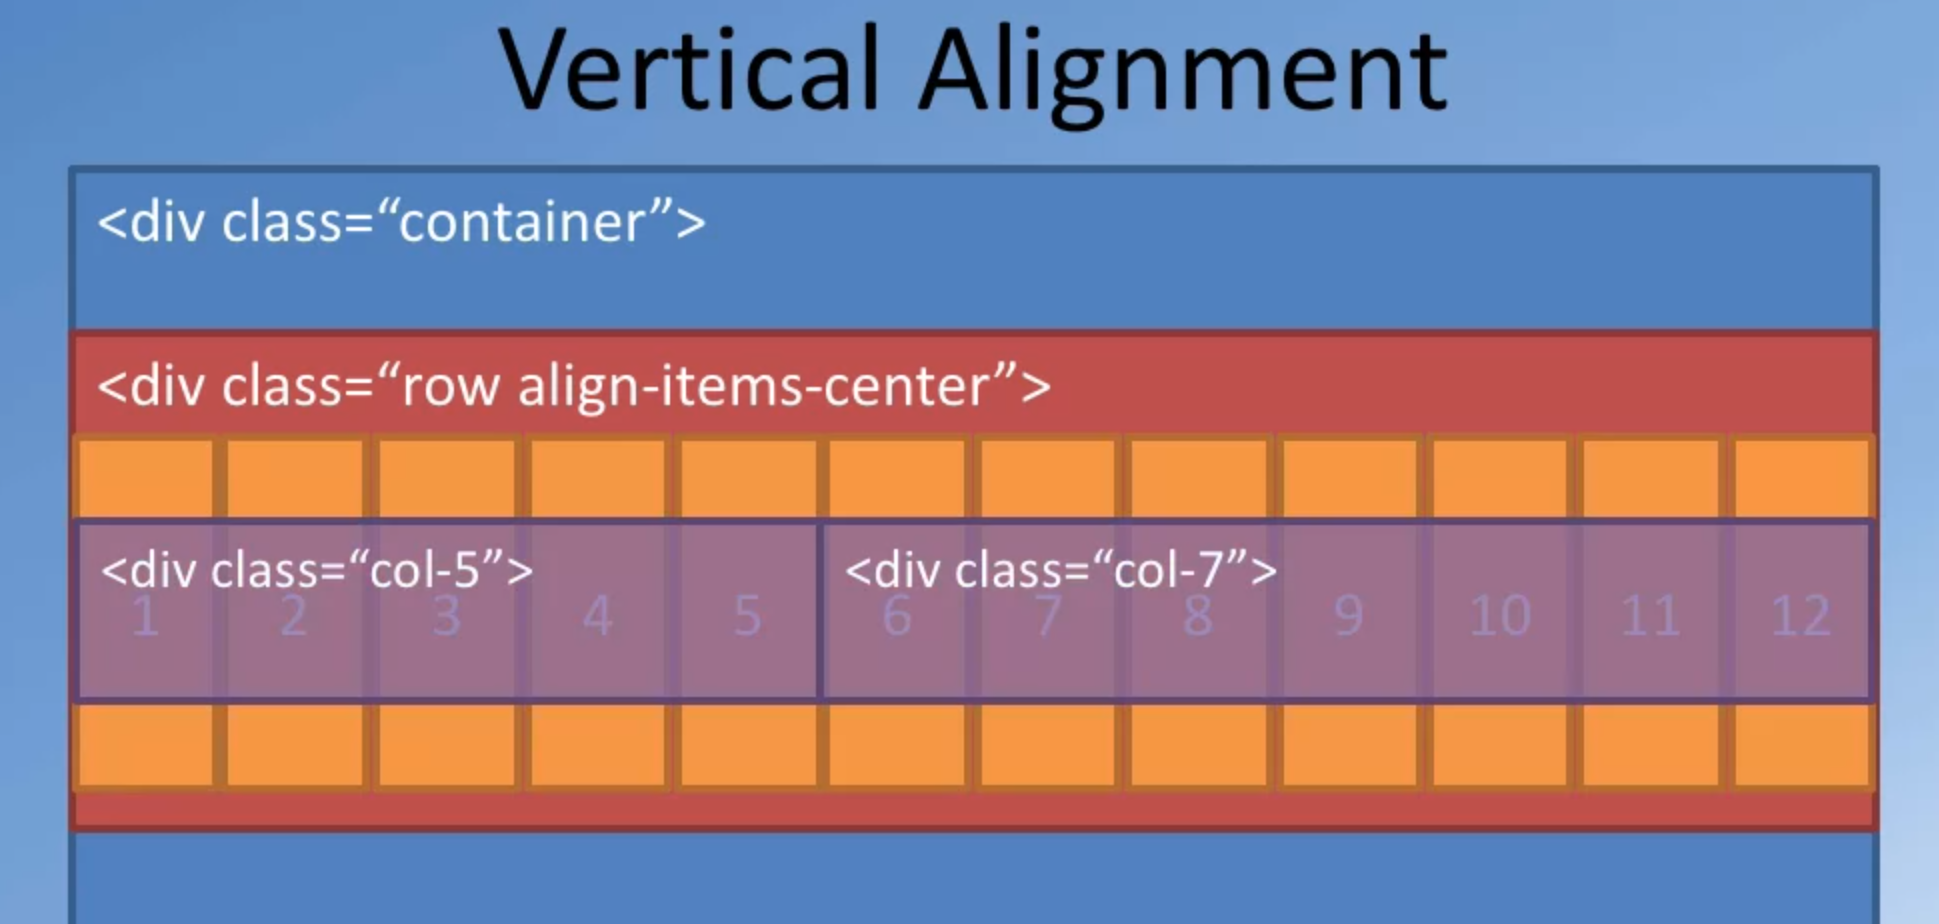 Vertical Alignment
<div class=“container”>
<div class=“row align-items-center”>
<div class=“col-5”> <div class=“col-7”>
1 2 3 4 5 6 7 8 9 10 11 12